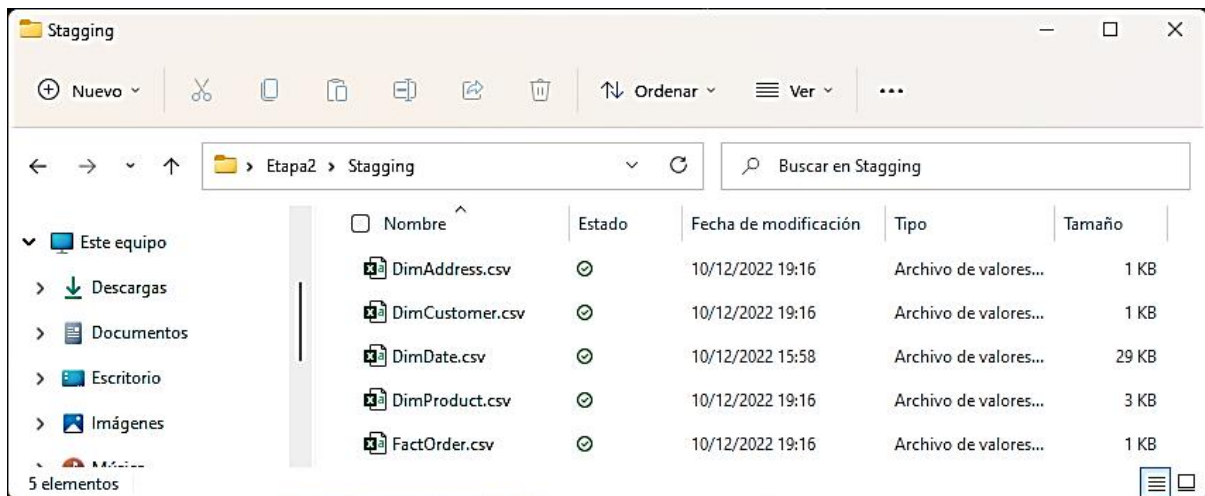 Stagging
Nuevo
Ordenar
Ver
Etapa2 > Stagging
Buscar en Stagging
Este equipo
Descargas
Documentos
Escritorio
Imágenes
Nombre Estado Fecha de modificación Tipo Tamaño
DimAddress.csv 10/12/2022 19:16 Archivo de valores... 1 KB
DimCustomer.csv 10/12/2022 19:16 Archivo de valores... 1 KB
DimDate.csv 10/12/2022 15:58 Archivo de valores... 29 KB
DimProduct.csv 10/12/2022 19:16 Archivo de valores... 3 KB
FactOrder.csv 10/12/2022 19:16 Archivo de valores... 1 KB
5 elementos